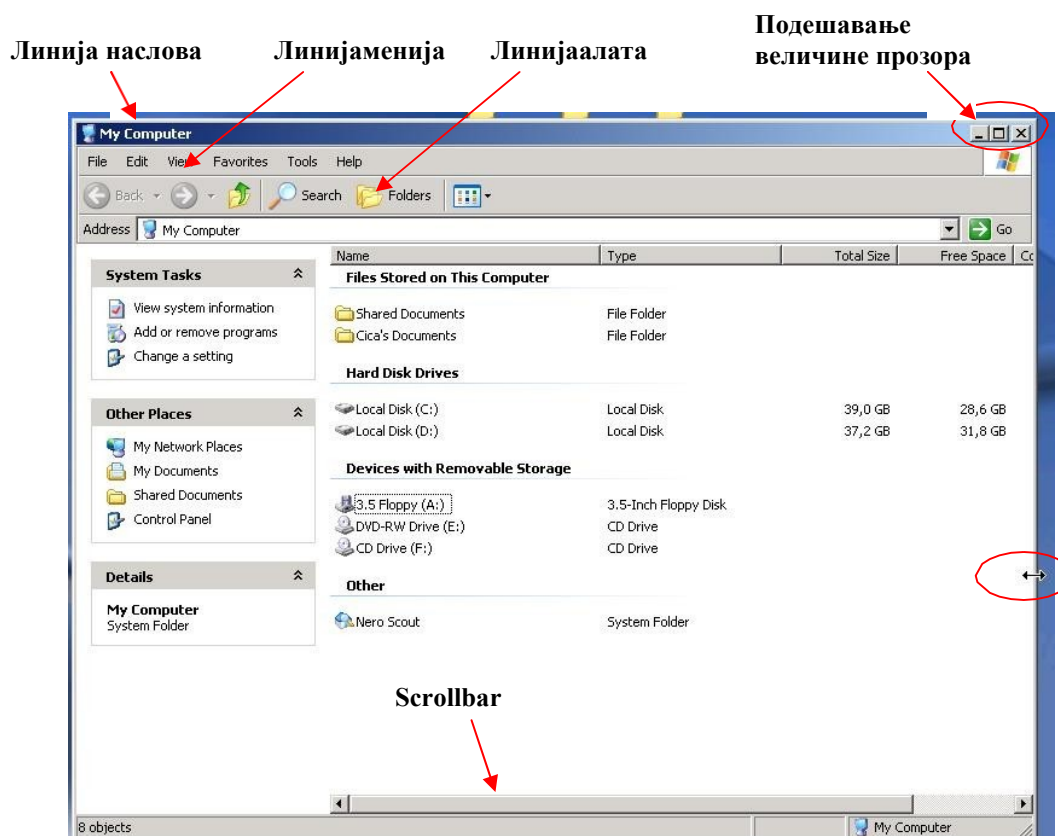 Подешавање
величине прозора
Линија наслова
Линијаменија
Линијаалата
My Computer
File Edit View Favorites Tools Help
Back Search Folders
Address My Computer Go
Name Type Total Size Free Space Co
System Tasks
View system information
Add or remove programs
Change a setting
Other Places
My Network Places
My Documents
Shared Documents
Control Panel
Details
My Computer
System Folder
Files Stored on This Computer
Shared Documents File Folder
Cica's Documents File Folder
Hard Disk Drives
Local Disk (C:) Local Disk 39,0 GB 28,6 GB
Local Disk (D:) Local Disk 37,2 GB 31,8 GB
Devices with Removable Storage
3.5 Floppy (A:) 3.5-Inch Floppy Disk
DVD-RW Drive (E:) CD Drive
CD Drive (F:) CD Drive
Other
Nero Scout System Folder
Scrollbar
8 objects My Computer